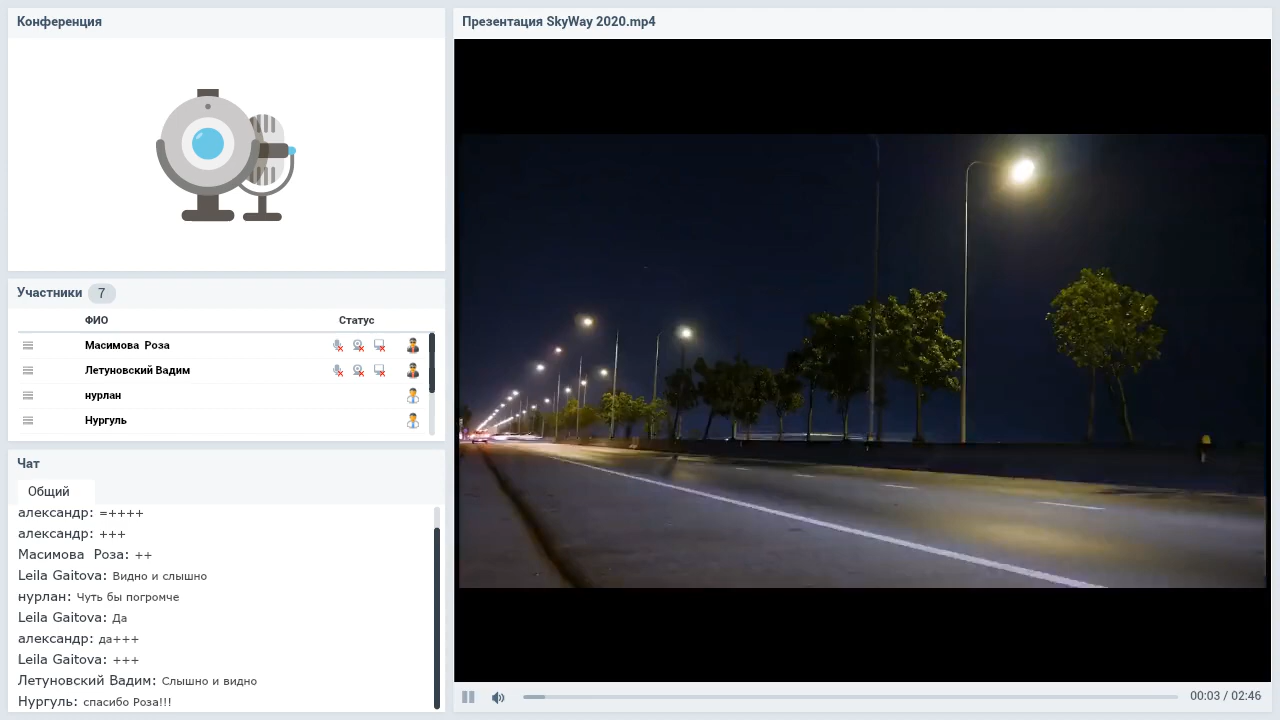 Конференция
Презентация SkyWay 2020.mp4
Участники 7
ФИО Статус
Масимова Роза
Летуновский Вадим
нурлан
Нургуль
Чат
Общий
александр: =++++
александр: +++
Масимова Роза: ++
Leila Gaitova: Видно и слышно
нурлан: Чуть бы погромче
Leila Gaitova: Да
александр: да+++
Leila Gaitova: +++
Летуновский Вадим: Слышно и видно
Нургуль: спасибо Роза!!!
00:03 / 02:46